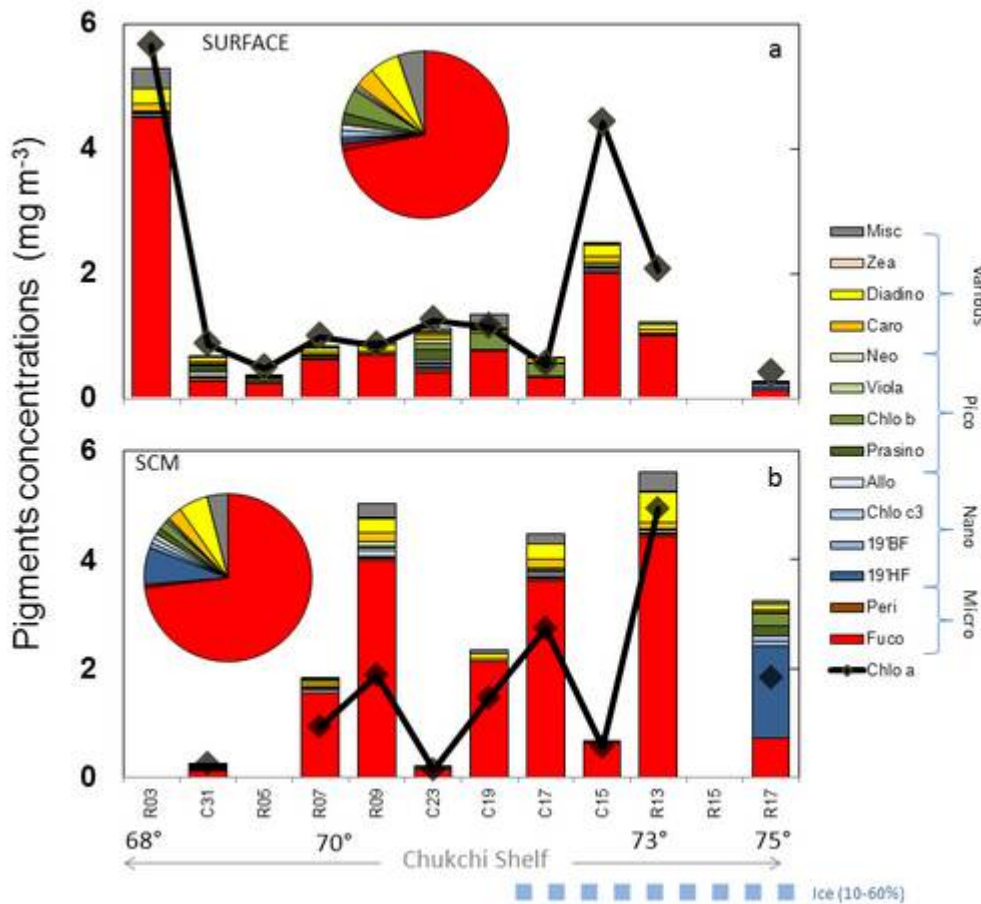 6
SURFACE
a
4
2
0
Pigments concentrations (mg m-3)
6
SCM
b
4
2
0
R03
C31
R05
R07
R09
C23
C19
C17
C15
R13
R15
R17
68°
70°
73°
75°
Chukchi Shelf
Ice (10-60%)
Misc
Zea
Diadino
Caro
Neo
Viola
Chlo b
Prasino
Allo
Chlo c3
19'BF
19'HF
Peri
Fuco
Chlo a
Various
Pico
Nano
Micro